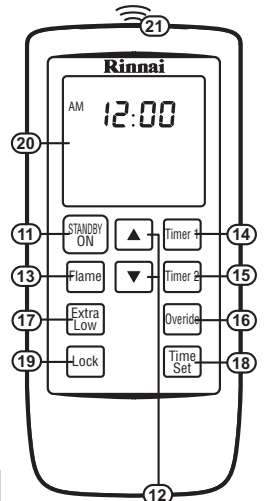 21
Rinnai
AM 12:00
20
STANDBY
ON
Timer 1
11
14
Flame
Timer 2
13
15
Extra
Low
Overide
17
16
Lock
Time
Set
19
18
12